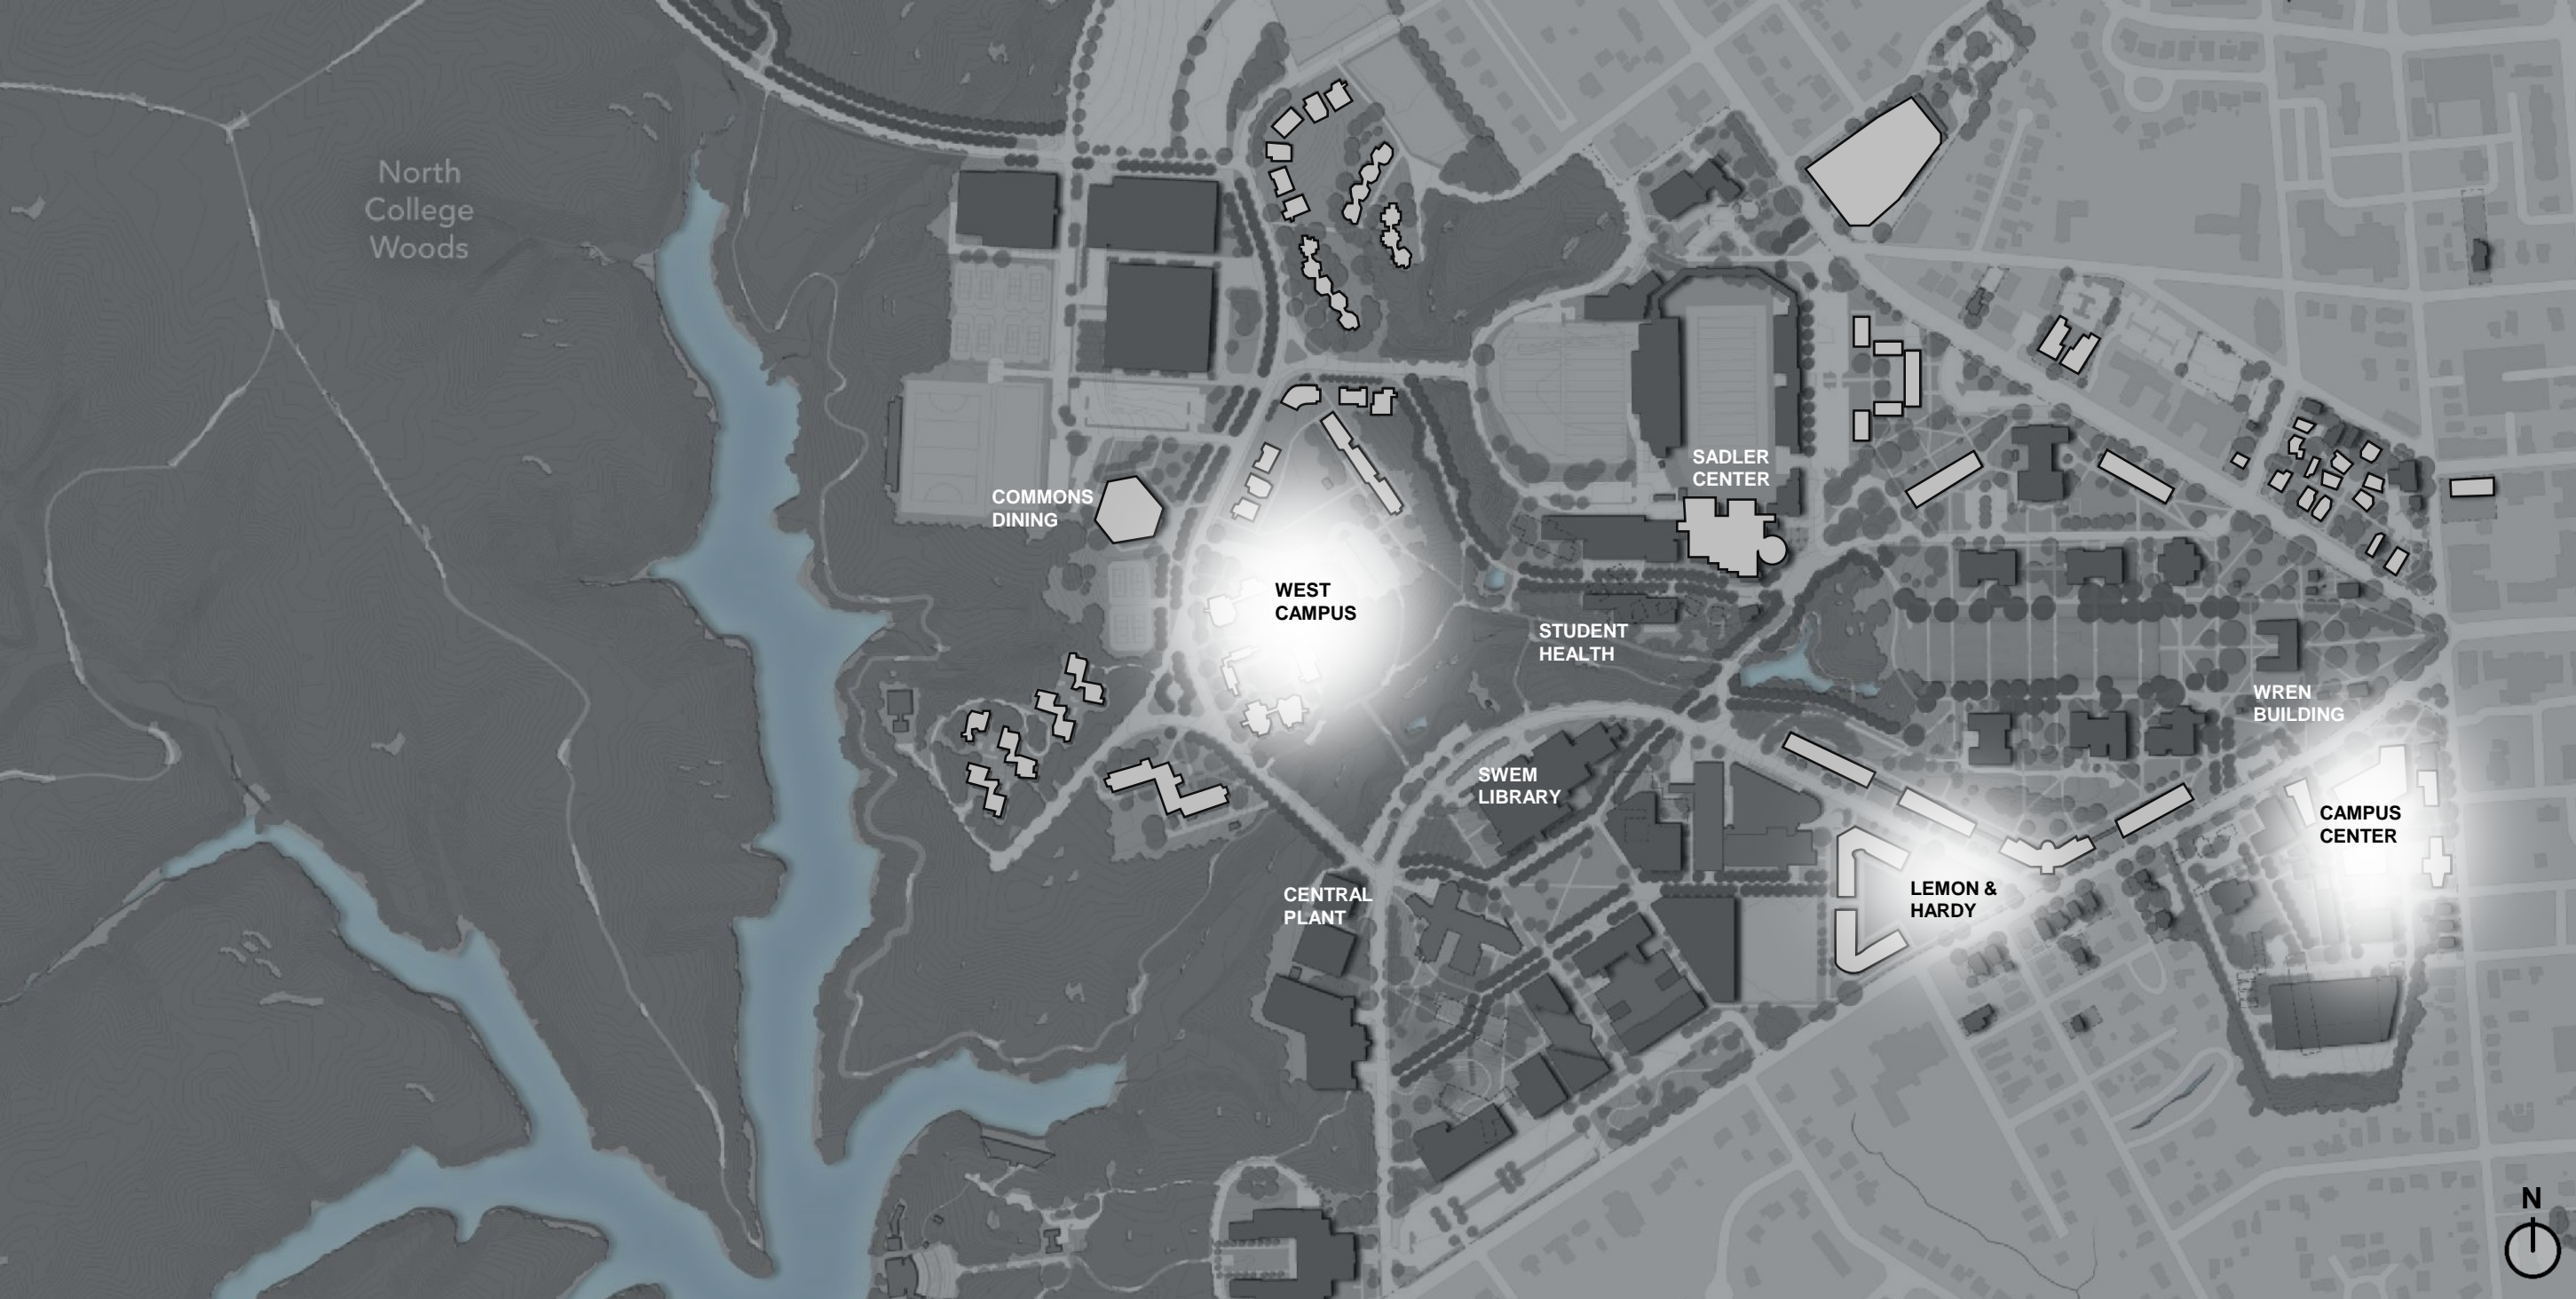 North
College
Woods
SADLER
CENTER
COMMONS
DINING
WEST
CAMPUS
STUDENT
HEALTH
WREN
BUILDING
SWEM
LIBRARY
CAMPUS
CENTER
CENTRAL
PLANT
LEMON &
HARDY
N